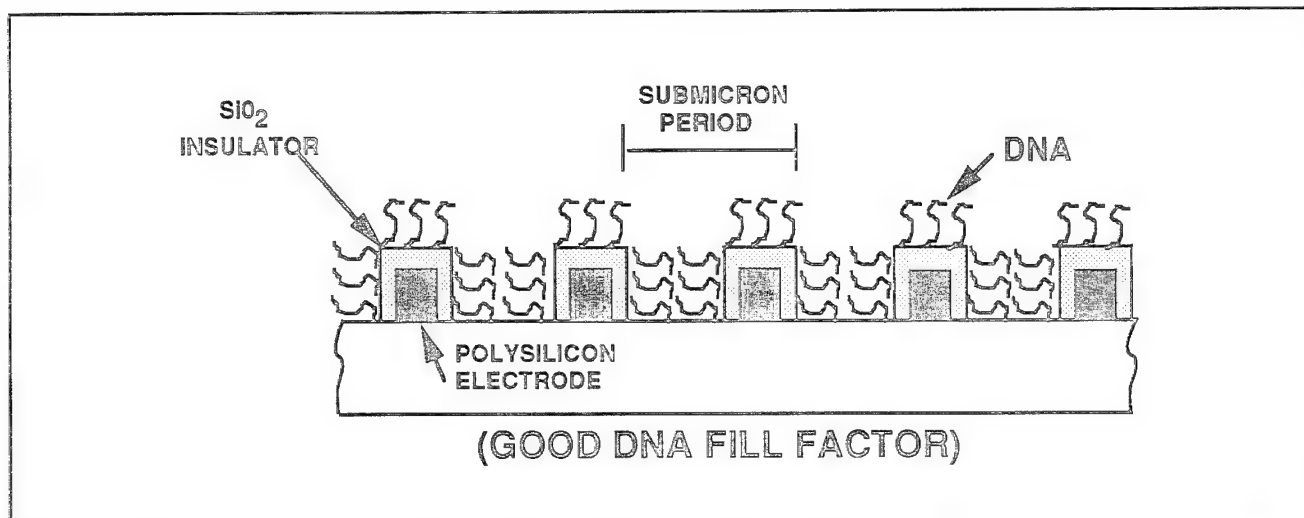 SiO2
INSULATOR
SUBMICRON
PERIOD
DNA
POLYSILICON
ELECTRODE
(GOOD DNA FILL FACTOR)